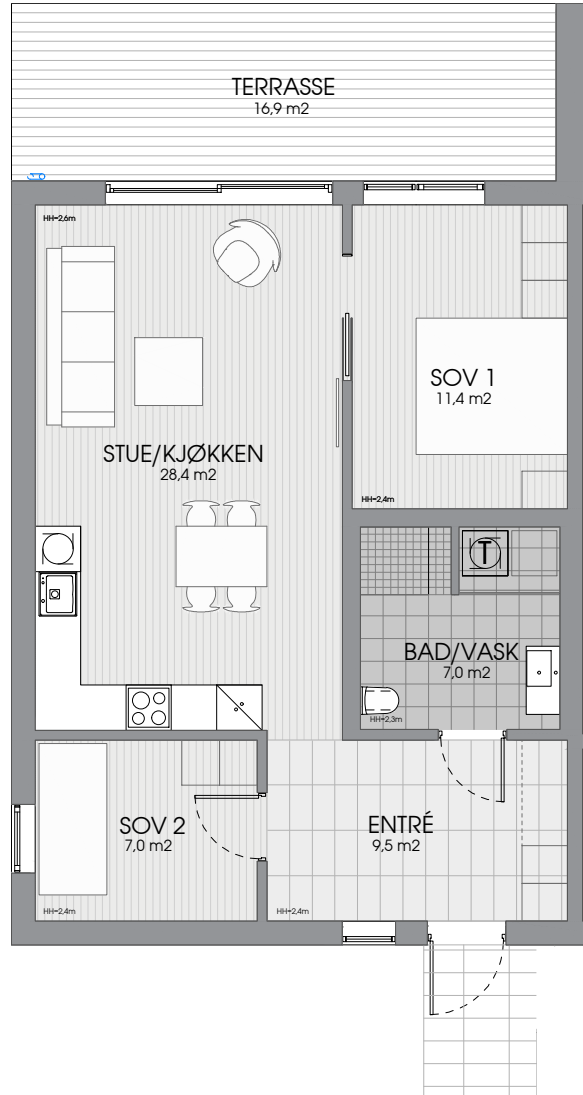 TERRASSE
16,9 m2
HH=2,6m
SOV 1
11,4 m2
STUE/KJØKKEN
28,4 m2
HH=2,4m
T
BAD/VASK
7,0 m2
HH=2,3m
SOV 2
7,0 m2
ENTRÉ
9,5 m2
HH=2,4m
HH=2,4m